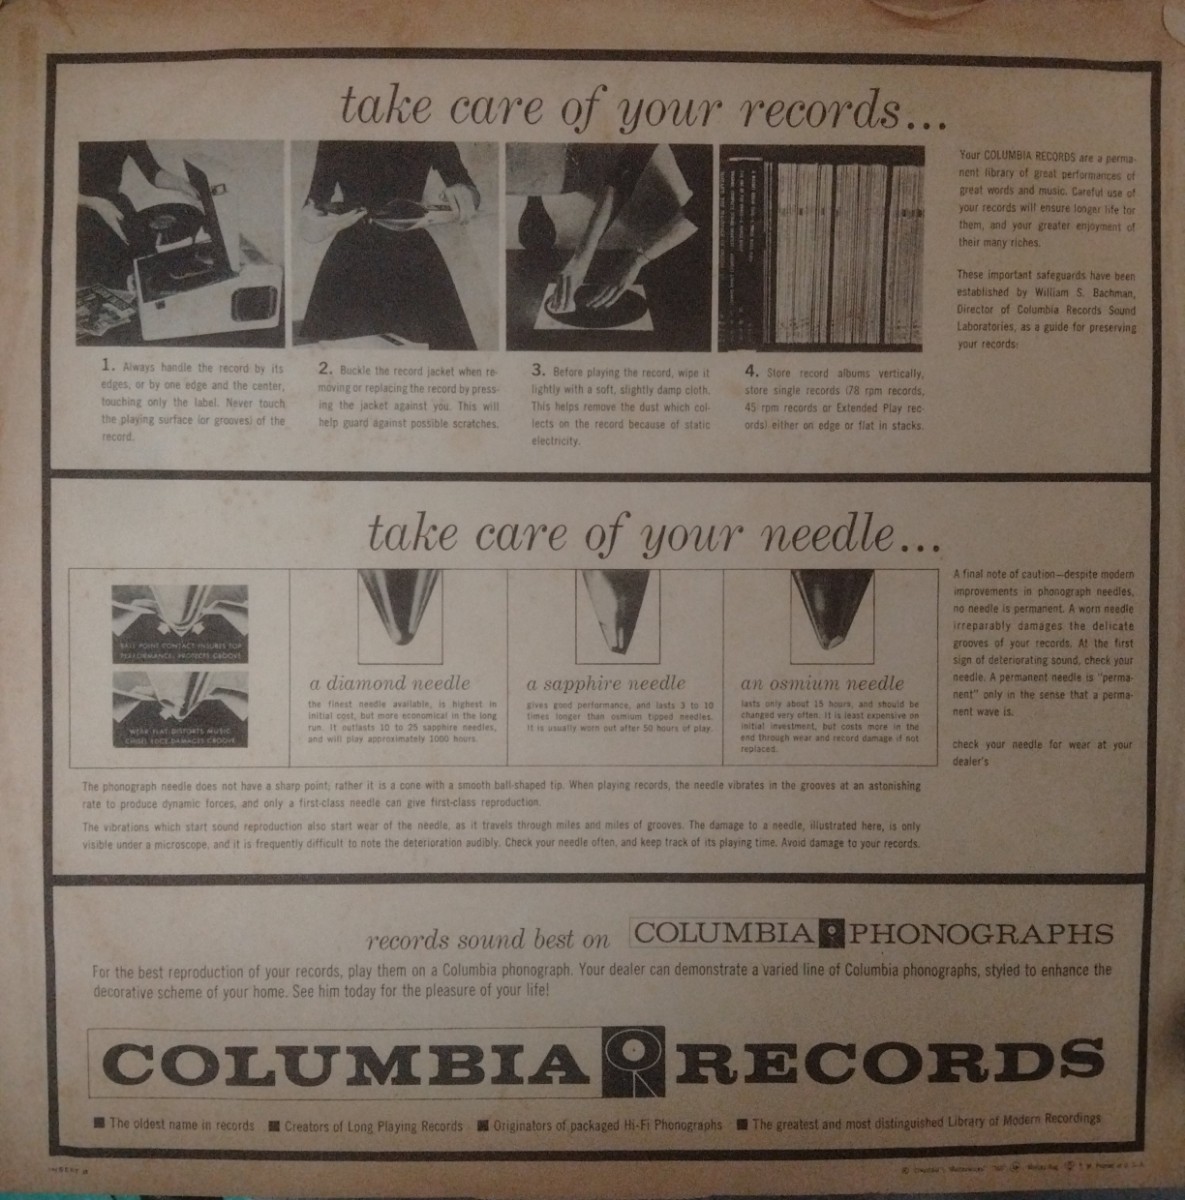 take care of your records...
Your COLUMBIA RECORDS are a perma-
nent library of great performances of
great words and music. Careful use of
your records will ensure longer life for
them, and your greater enjoyment of
their many riches.
These important safeguards have been
established by William S. Bachman,
Director of Columbia Records Sound
Laboratories, as a guide for preserving
your records:
1. Always handle the record by its
edges, or by one edge and the center,
touching only the label. Never touch
the playing surface (or grooves) of the
record.
2. Buckle the record jacket when re-
moving or replacing the record by press-
ing the jacket against you. This will
help guard against possible scratches.
3. Before playing the record, wipe it
lightly with a soft, slightly damp cloth.
This helps remove the dust which col-
lects on the record because of static
electricity.
4. Store record albums vertically,
store single records (78 rpm records,
45 rpm records or Extended Play rec-
ords) either on edge or flat in stacks.
take care of your needle...
BALL POINT CONTACT INSURES TOP
PERFORMANCE, PROTECTS GROOVE
WEAR FLAT DISTORTS MUSIC
CHISEL EDGE DAMAGES GROOVE
a diamond needle
the finest needle available, is highest in
initial cost, but more economical in the long
run. It outlasts 10 to 25 sapphire needles,
and will play approximately 1000 hours.
a sapphire needle
gives good performance, and lasts 3 to 10
times longer than osmium tipped needles.
It is usually worn out after 50 hours of play.
an osmium needle
lasts only about 15 hours, and should be
changed very often. It is least expensive on
initial investment, but costs more in the
end through wear and record damage if not
replaced.
A final note of caution—despite modern
improvements in phonograph needles,
no needle is permanent. A worn needle
irreparably damages the delicate
grooves of your records. At the first
sign of deteriorating sound, check your
needle. A permanent needle is "perma-
nent" only in the sense that a perma-
nent wave is.
check your needle for wear at your
dealer's
The phonograph needle does not have a sharp point; rather it is a cone with a smooth ball-shaped tip. When playing records, the needle vibrates in the grooves at an astonishing
rate to produce dynamic forces, and only a first-class needle can give first-class reproduction.
The vibrations which start sound reproduction also start wear of the needle, as it travels through miles and miles of grooves. The damage to a needle, illustrated here, is only
visible under a microscope, and it is frequently difficult to note the deterioration audibly. Check your needle often, and keep track of its playing time. Avoid damage to your records.
records sound best on COLUMBIA PHONOGRAPHS
For the best reproduction of your records, play them on a Columbia phonograph. Your dealer can demonstrate a varied line of Columbia phonographs, styled to enhance the
decorative scheme of your home. See him today for the pleasure of your life!
COLUMBIA RECORDS
■ The oldest name in records ■ Creators of Long Playing Records ■ Originators of packaged Hi-Fi Phonographs ■ The greatest and most distinguished Library of Modern Recordings